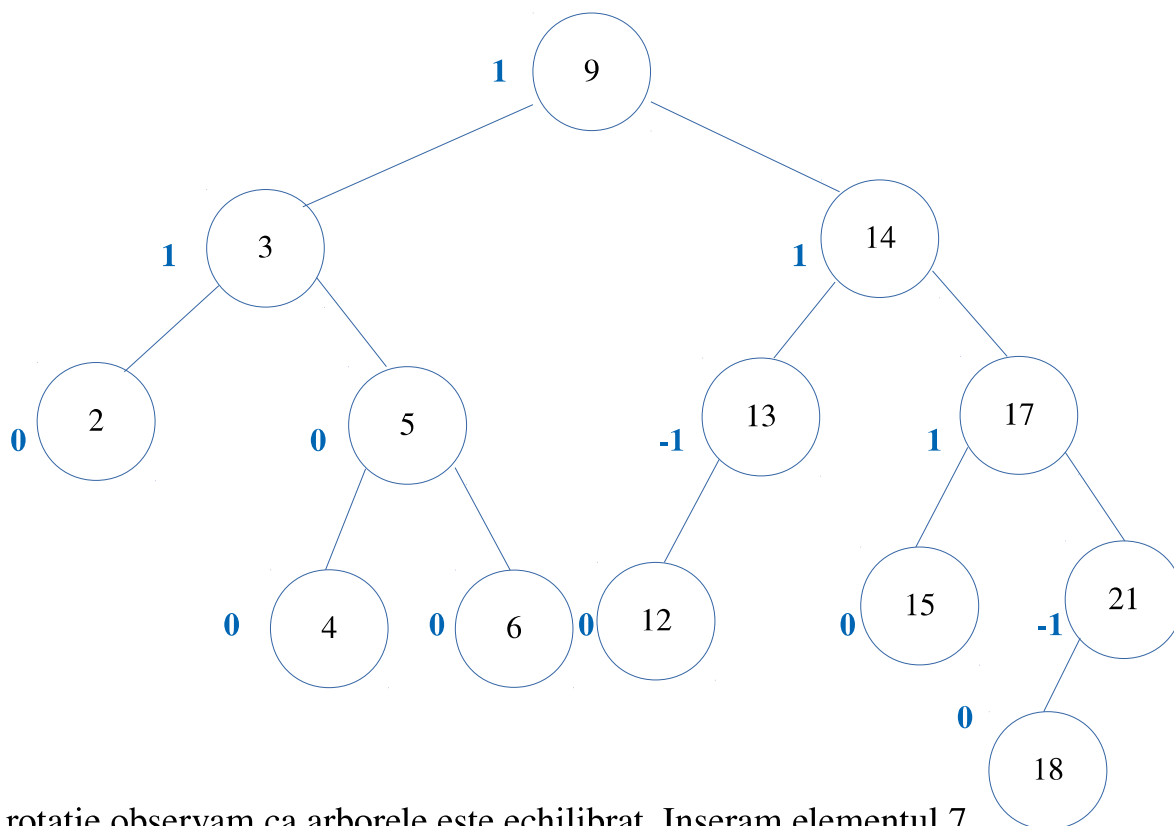 1 9
1 3 1 14
0 2 0 5 -1 13 1 17
0 4 0 6 0 12 0 15 -1 21
0 18
rotatie observam ca arborele este echilibrat. Inseram elementul 7